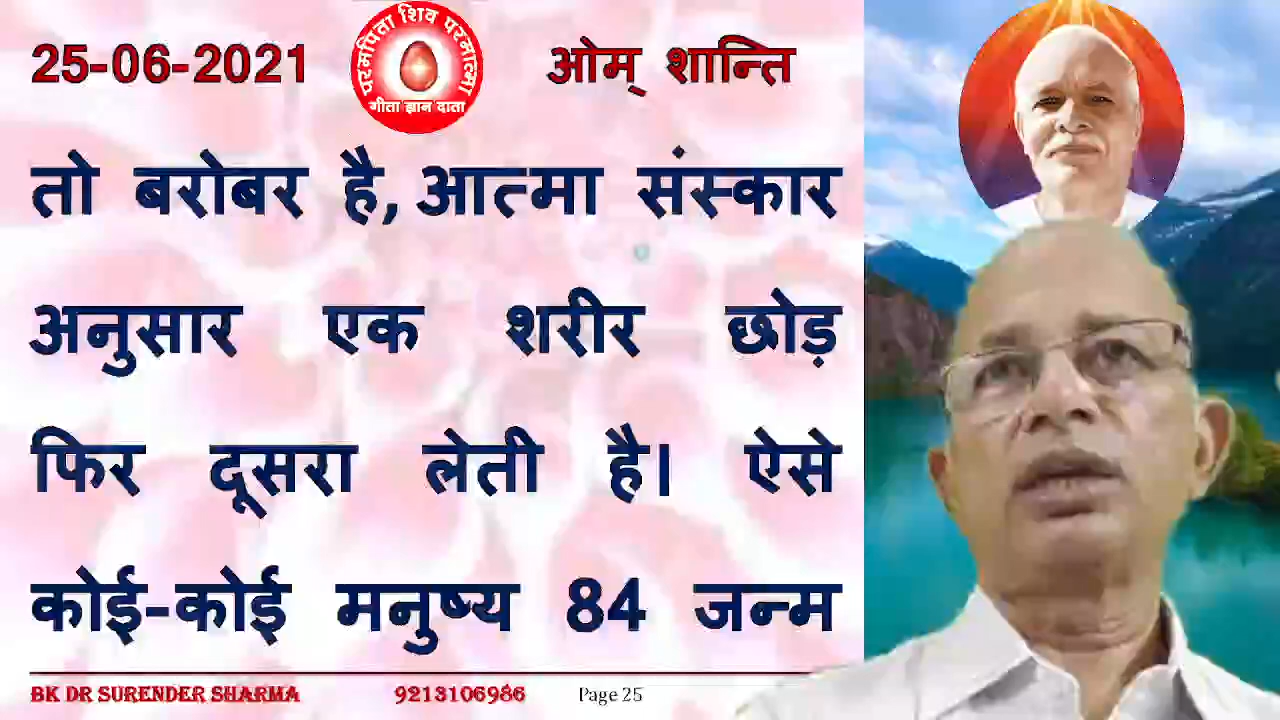 25-06-2021
परमपिता शिव परमात्मा
गीता ज्ञान दाता
ओम् शान्ति
तो बरोबर है, आत्मा संस्कार
अनुसार एक शरीर छोड़
फिर दूसरा लेती है। ऐसे
कोई-कोई मनुष्य 84 जन्म
BK DR SURENDER SHARMA 9213106986 Page 25